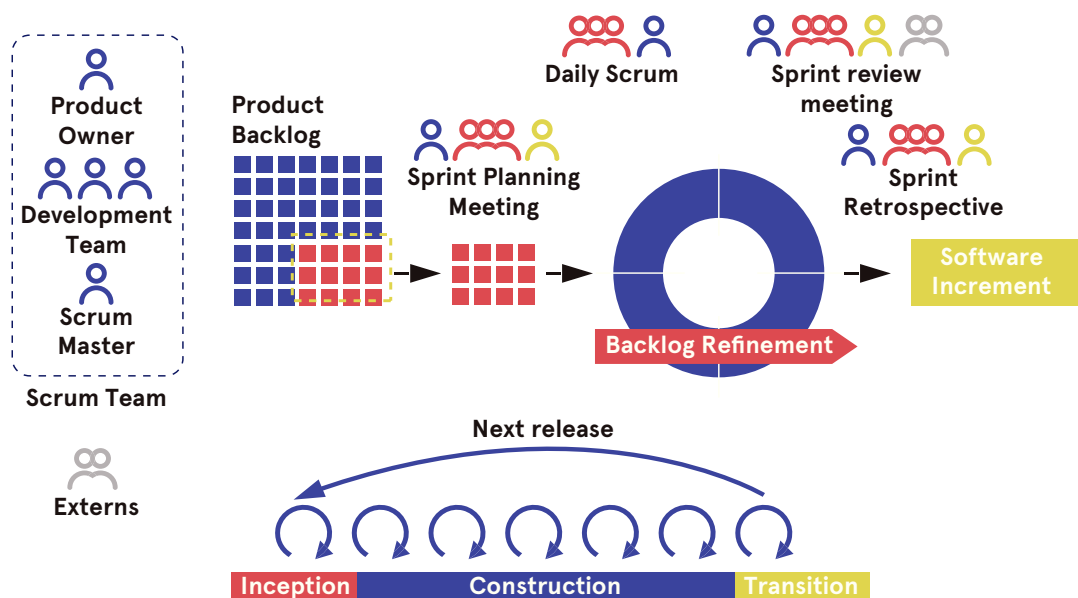 Product
Owner
Development
Team
Scrum
Master
Scrum Team
Externs
Product
Backlog
Sprint Planning
Meeting
Daily Scrum
Sprint review
meeting
Sprint
Retrospective
Backlog Refinement
Software
Increment
Next release
Inception
Construction
Transition